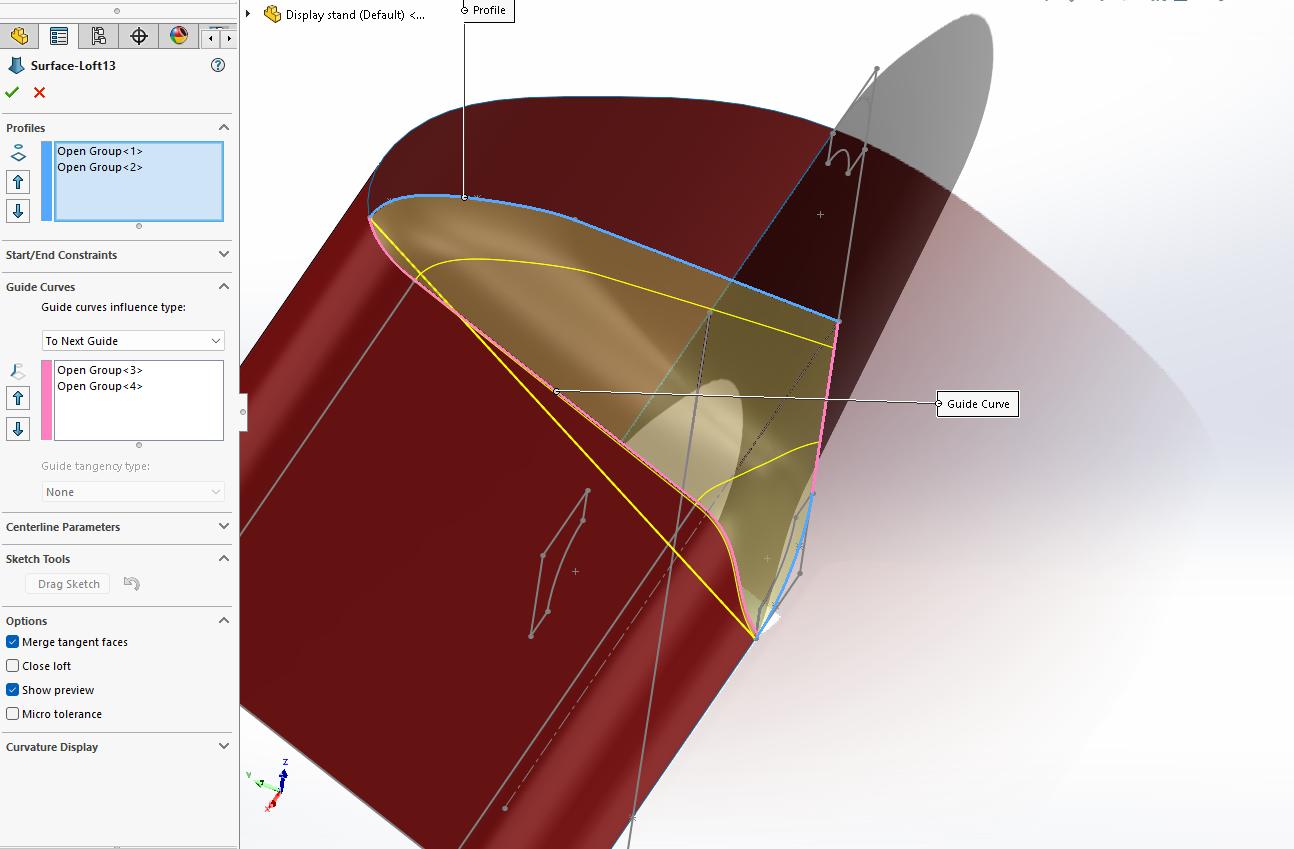 Display stand (Default) <...
Profile
Surface-Loft13
Profiles
Open Group<1>
Open Group<2>
Start/End Constraints
Guide Curves
Guide curves influence type:
To Next Guide
Open Group<3>
Open Group<4>
Guide Curve
Guide tangency type:
None
Centerline Parameters
Sketch Tools
Drag Sketch
Options
Merge tangent faces
Close loft
Show preview
Micro tolerance
Curvature Display
Z
Y
X